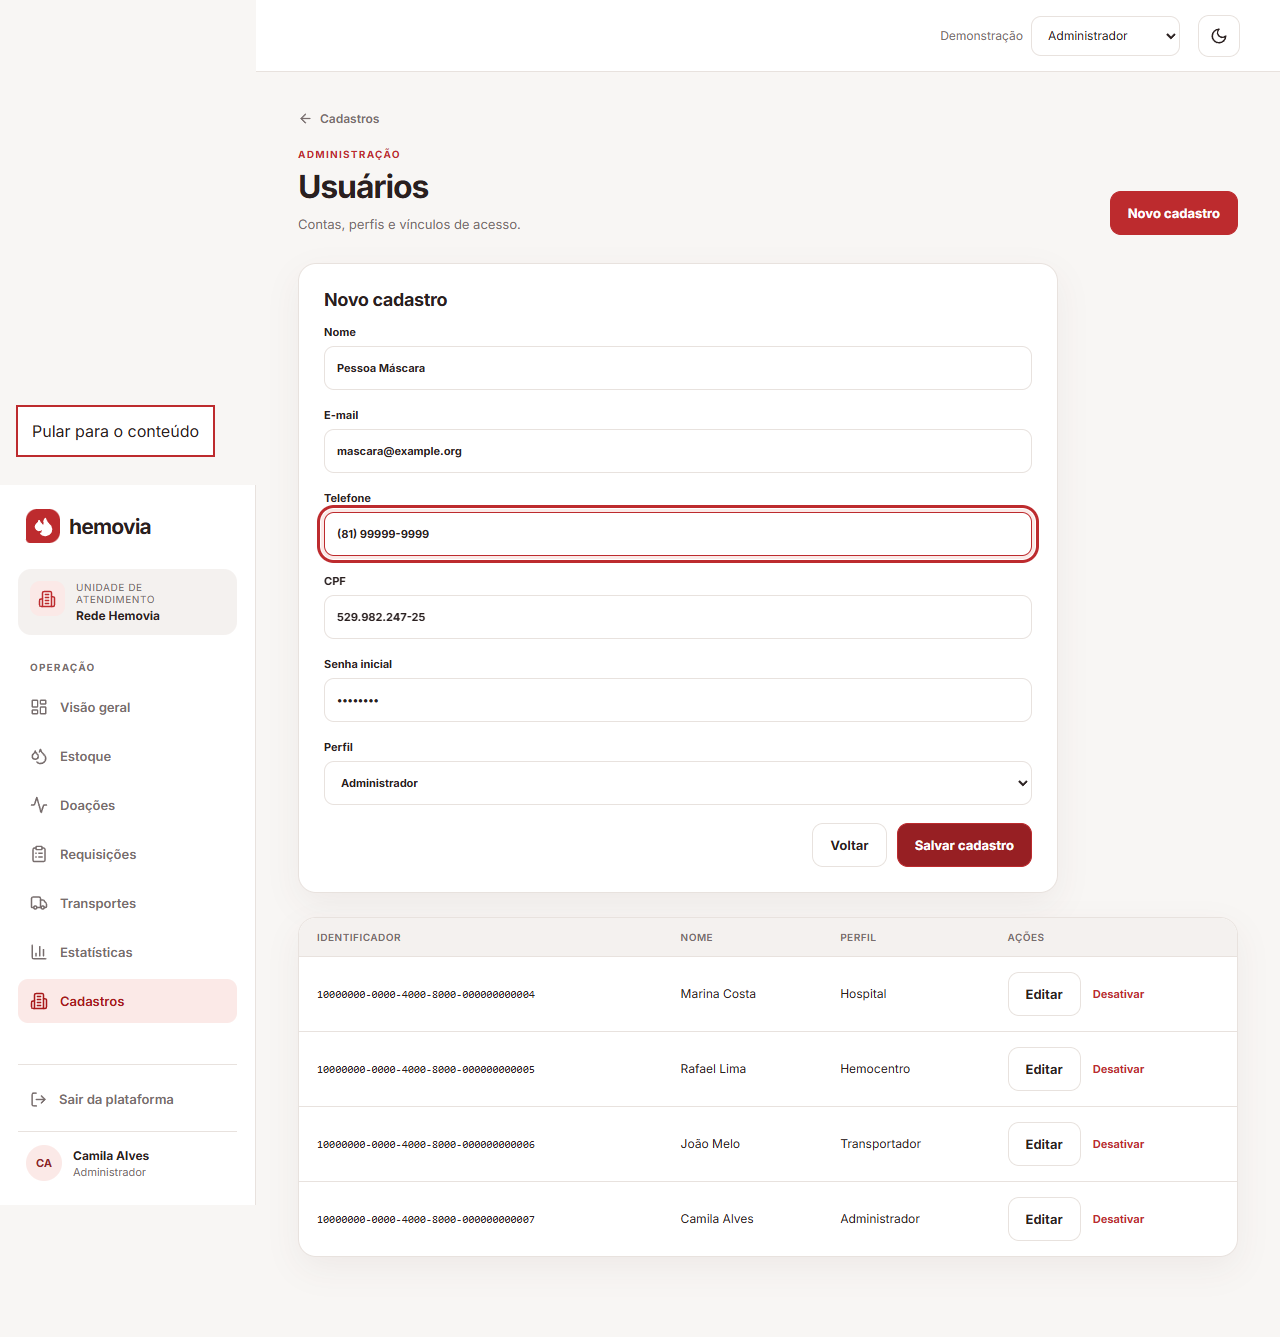 Demonstração
Administrador
Cadastros
ADMINISTRAÇÃO
Usuários
Contas, perfis e vínculos de acesso.
Novo cadastro
Novo cadastro
Nome
Pessoa Máscara
E-mail
mascara@example.org
Telefone
(81) 99999-9999
CPF
529.982.247-25
Senha inicial
••••••••
Perfil
Administrador
Voltar
Salvar cadastro
Pular para o conteúdo
hemovia
UNIDADE DE
ATENDIMENTO
Rede Hemovia
OPERAÇÃO
Visão geral
Estoque
Doações
Requisições
Transportes
Estatísticas
Cadastros
Sair da plataforma
CA
Camila Alves
Administrador
IDENTIFICADOR NOME PERFIL AÇÕES
10000000-0000-4000-8000-000000000004 Marina Costa Hospital Editar Desativar
10000000-0000-4000-8000-000000000005 Rafael Lima Hemocentro Editar Desativar
10000000-0000-4000-8000-000000000006 João Melo Transportador Editar Desativar
10000000-0000-4000-8000-000000000007 Camila Alves Administrador Editar Desativar